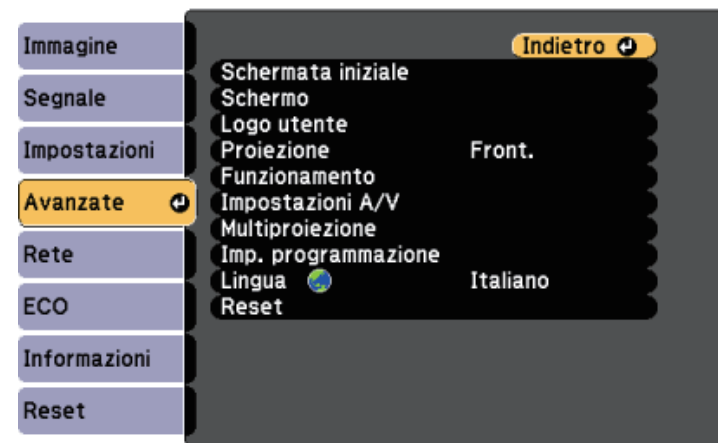 Immagine
Segnale
Impostazioni
Avanzate
Rete
ECO
Informazioni
Reset
Indietro
Schermata iniziale
Schermo
Logo utente
Proiezione Front.
Funzionamento
Impostazioni A/V
Multiproiezione
Imp. programmazione
Lingua Italiano
Reset